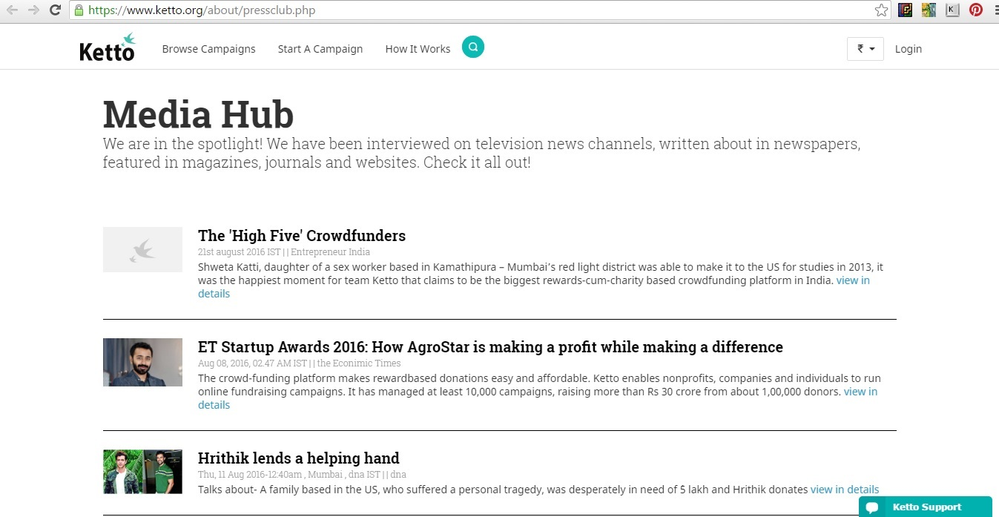 https://www.ketto.org/about/pressclub.php
K
Ketto
Browse Campaigns
Start A Campaign
How It Works
₹
Login
Media Hub
We are in the spotlight! We have been interviewed on television news channels, written about in newspapers,
featured in magazines, journals and websites. Check it all out!
The 'High Five' Crowdfunders
21st august 2016 IST | | Entrepreneur India
Shweta Katti, daughter of a sex worker based in Kamathipura – Mumbai's red light district was able to make it to the US for studies in 2013, it
was the happiest moment for team Ketto that claims to be the biggest rewards-cum-charity based crowdfunding platform in India. view in
details
ET Startup Awards 2016: How AgroStar is making a profit while making a difference
Aug 08, 2016, 02.47 AM IST | | the Econimic Times
The crowd-funding platform makes rewardbased donations easy and affordable. Ketto enables nonprofits, companies and individuals to run
online fundraising campaigns. It has managed at least 10,000 campaigns, raising more than Rs 30 crore from about 1,00,000 donors. view in
details
Hrithik lends a helping hand
Thu, 11 Aug 2016-12:40am , Mumbai , dna IST | | dna
Talks about- A family based in the US, who suffered a personal tragedy, was desperately in need of 5 lakh and Hrithik donates view in details
Ketto Support